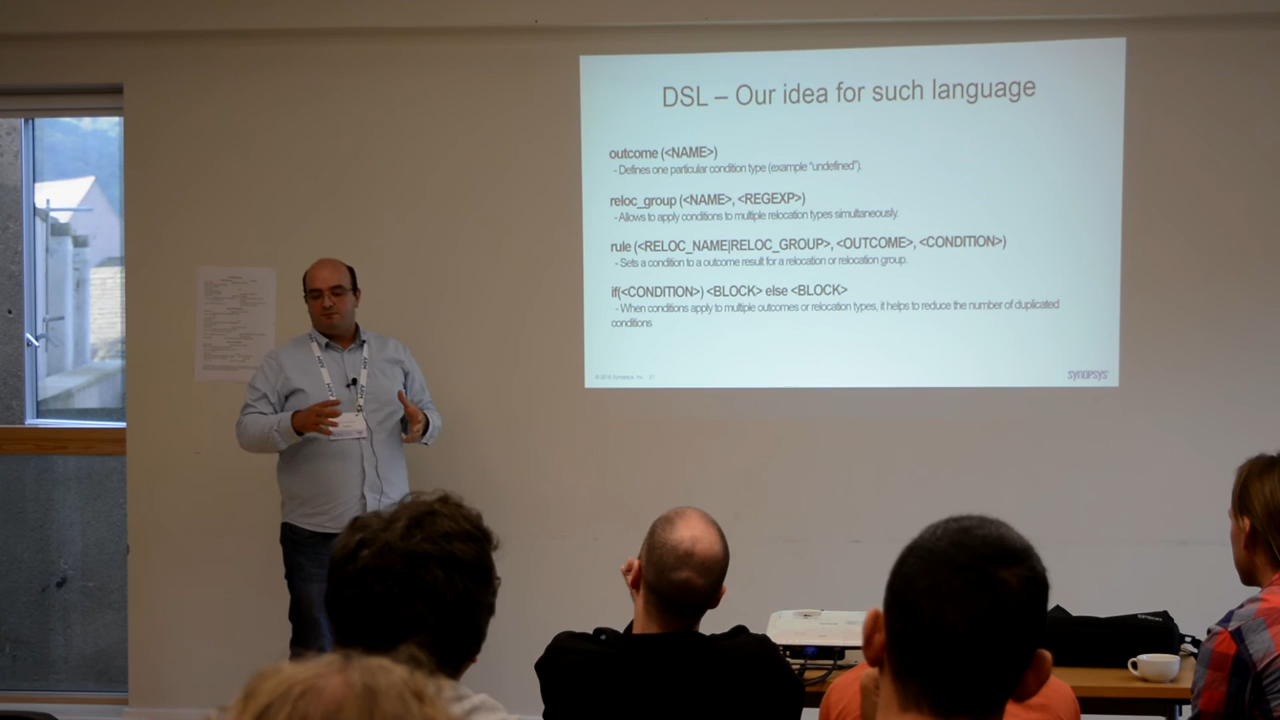 DSL – Our idea for such language
outcome (<NAME>)
- Defines one particular condition type (example "undefined").
reloc_group (<NAME>, <REGEXP>)
- Allows to apply conditions to multiple relocation types simultaneously.
rule (<RELOC_NAME|RELOC_GROUP>, <OUTCOME>, <CONDITION>)
- Sets a condition to a outcome result for a relocation or relocation group.
if(<CONDITION>) <BLOCK> else <BLOCK>
- When conditions apply to multiple outcomes or relocation types, it helps to reduce the number of duplicated
conditions
SYNOPSYS